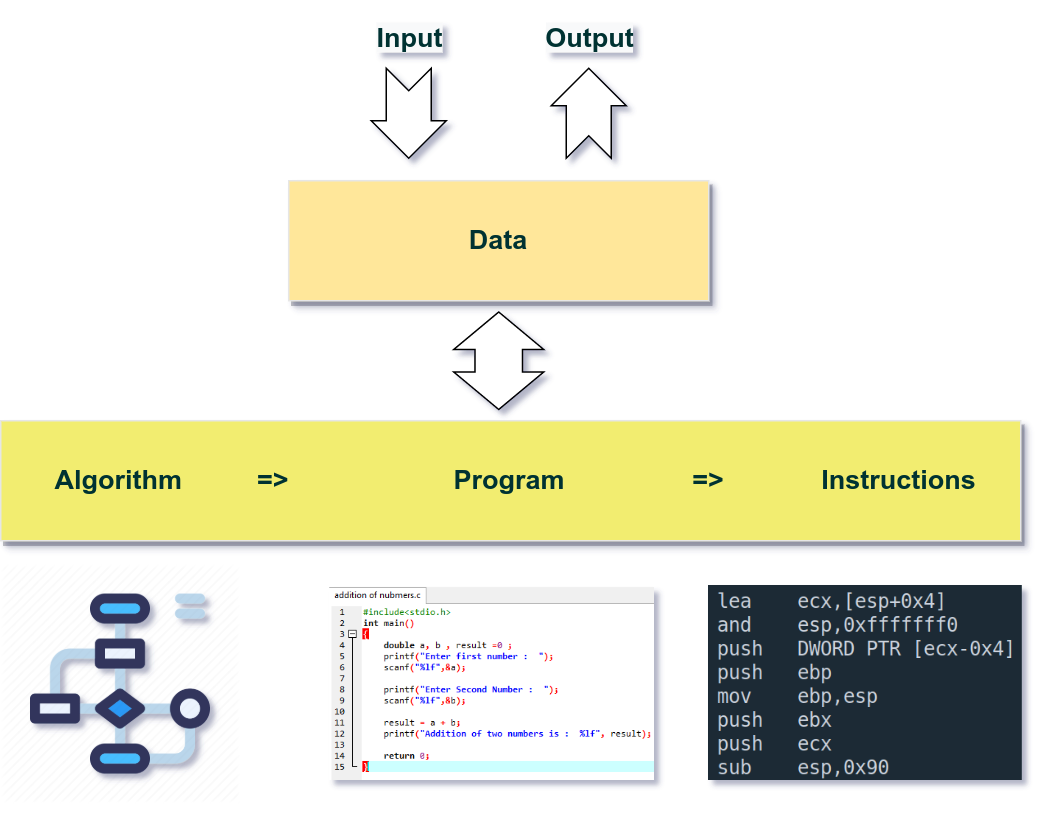 Input
Output
Data
Algorithm => Program => Instructions
addition of nubmers.c
1 #include<stdio.h>
2 int main()
3 {
4 double a, b , result =0 ;
5 printf("Enter first number :  ");
6 scanf("%lf",&a);
7
8 printf("Enter Second Number :  ");
9 scanf("%lf",&b);
10
11 result = a + b;
12 printf("Addition of two numbers is :  %lf", result);
13
14 return 0;
15 }
lea ecx,[esp+0x4]
and esp,0xfffffff0
push DWORD PTR [ecx-0x4]
push ebp
mov ebp,esp
push ebx
push ecx
sub esp,0x90